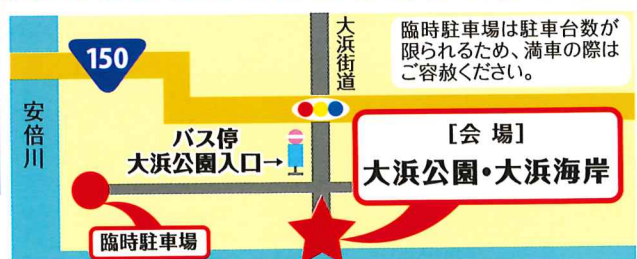 150
大浜街道
臨時駐車場は駐車台数が
限られるため、満車の際は
ご容赦ください。
安倍川
バス停
大浜公園入口→
[会 場]
大浜公園・大浜海岸
臨時駐車場